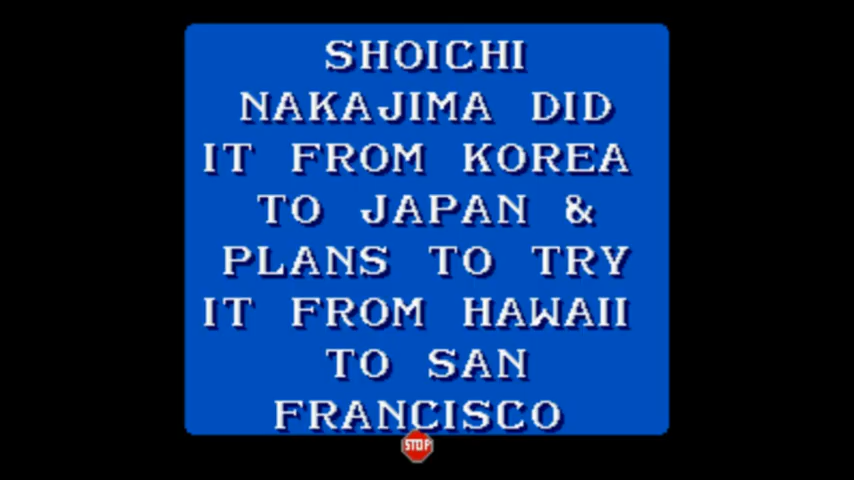 SHOICHI
NAKAJIMA DID
IT FROM KOREA
TO JAPAN &
PLANS TO TRY
IT FROM HAWAII
TO SAN
FRANCISCO
STOP